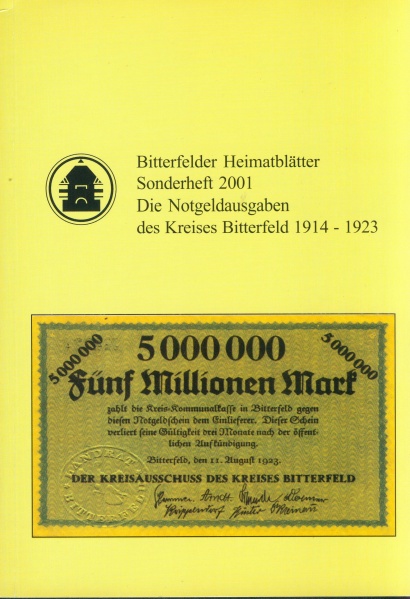 Bitterfelder Heimatblätter
Sonderheft 2001
Die Notgeldausgaben
des Kreises Bitterfeld 1914 - 1923
5 000 000
5 000 000
5 000 000
Fünf Millionen Mark
zahlt die Kreis-Kommunalkasse in Bitterfeld gegen
diesen Notgeldschein dem Einlieferer. Dieser Schein
verliert seine Gültigkeit drei Monate nach der öffent-
lichen Aufkündigung.
Bitterfeld, den 11. August 1923.
DER KREISAUSSCHUSS DES KREISES BITTERFELD